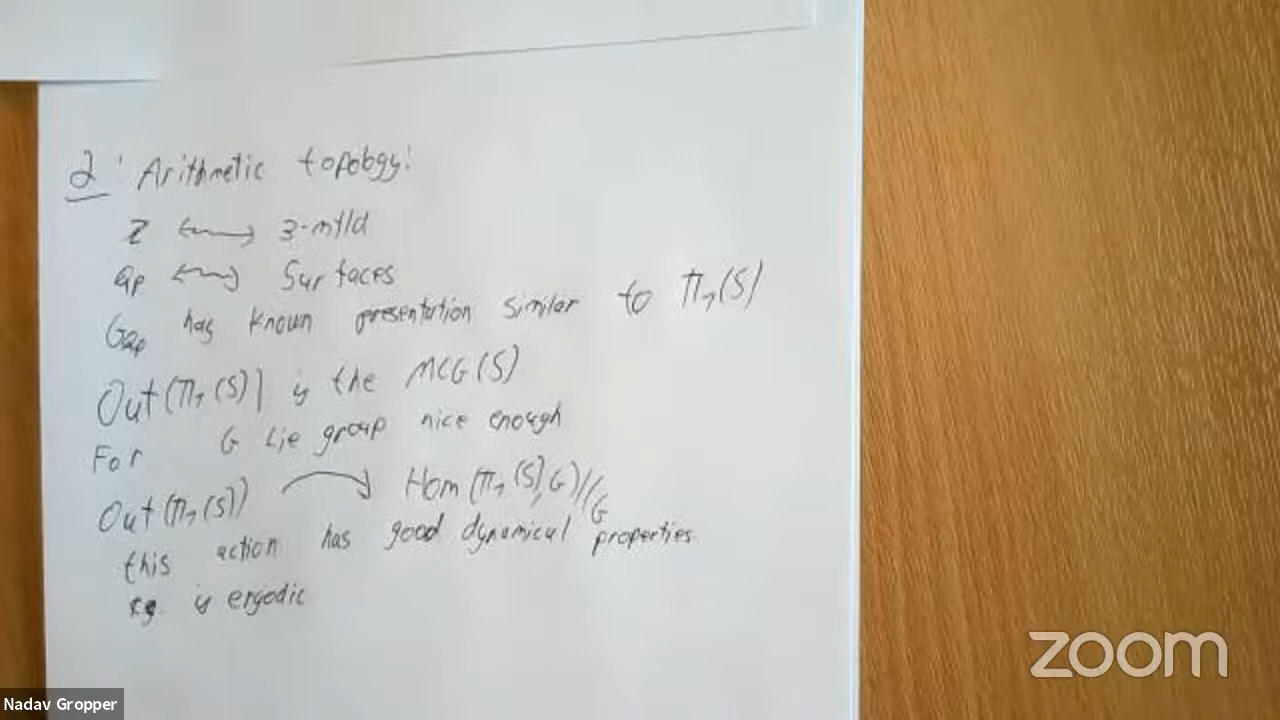 2' Arithmetic topology:
Z ⟷ 3-mfld
Qp ⟷ Surfaces
G_Qp has known presentation similar to π₁(S)
Out(π₁(S)) is the MCG(S)
For G Lie group nice enough
Out(π₁(S)) ↷ Hom(π₁(S),G)//G
this action has good dynamical properties
e.g. is ergodic
zoom
Nadav Gropper